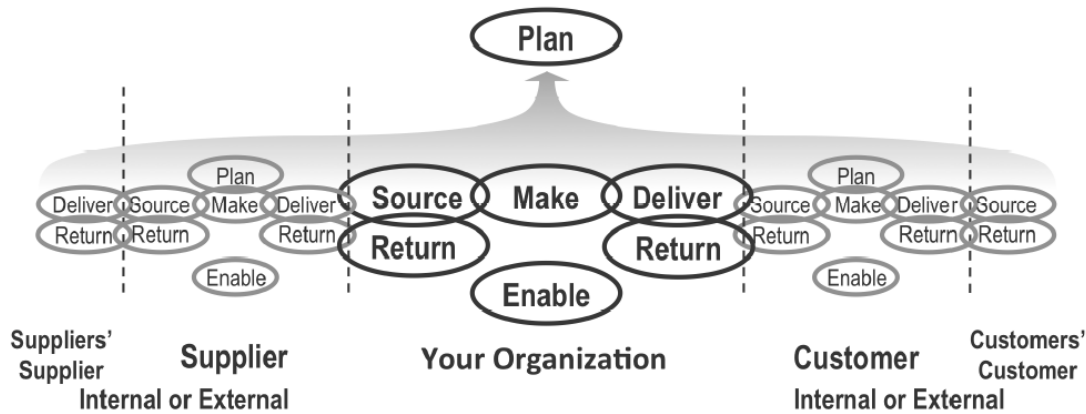 Plan
Plan
Plan
Deliver Source Make Deliver Source Make Deliver Source Make Deliver Source
Return Return Return Return Return Return Return Return
Enable Enable Enable
Suppliers' Supplier Your Organization Customer Customers'
Supplier Customer
Internal or External Internal or External